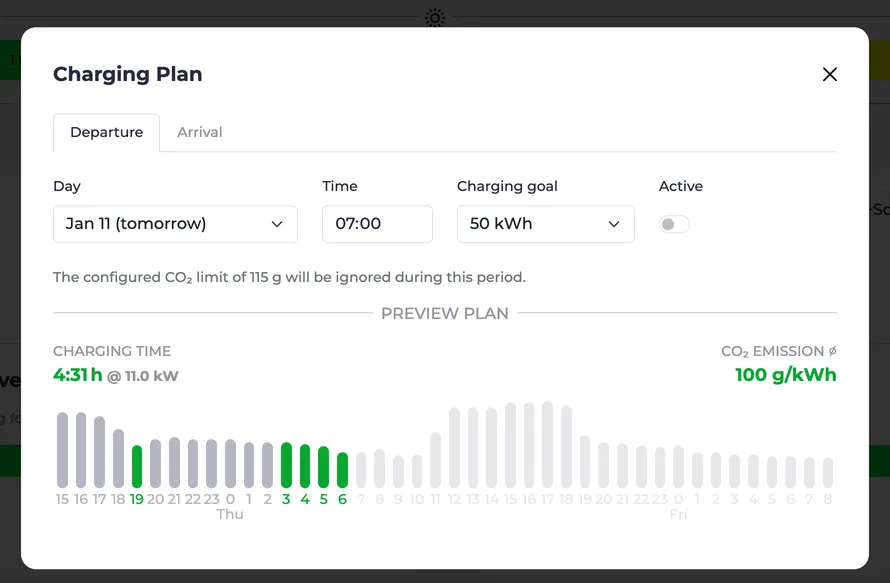 Charging Plan
Departure Arrival
Day Time Charging goal Active
Jan 11 (tomorrow) 07:00 50 kWh
The configured CO₂ limit of 115 g will be ignored during this period.
PREVIEW PLAN
CHARGING TIME CO₂ EMISSION ⌀
4:31 h @ 11.0 kW 100 g/kWh
15 16 17 18 19 20 21 22 23 0 1 2 3 4 5 6 7 8 9 10 11 12 13 14 15 16 17 18 19 20 21 22 23 0 1 2 3 4 5 6 7 8
Thu Fri